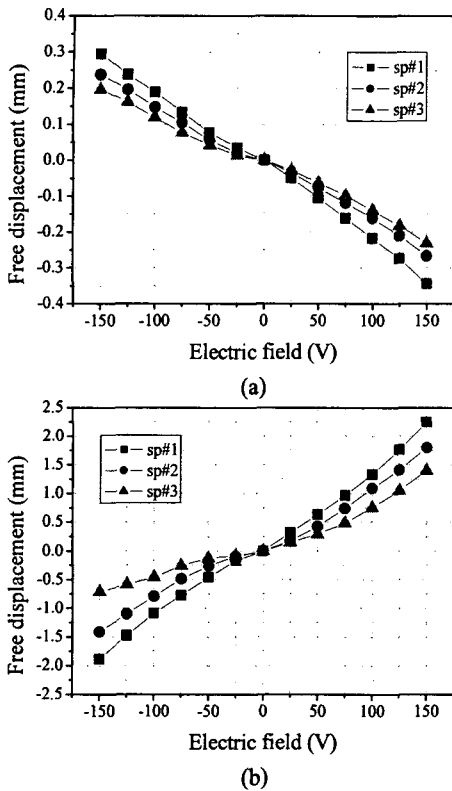 0.4
0.3
0.2
0.1
0.0
-0.1
-0.2
-0.3
-0.4
Free displacement (mm)
sp#1
sp#2
sp#3
-150 -100 -50 0 50 100 150
Electric field (V)
(a)
2.5
2.0
1.5
1.0
0.5
0.0
-0.5
-1.0
-1.5
-2.0
-2.5
Free displacement (mm)
sp#1
sp#2
sp#3
-150 -100 -50 0 50 100 150
Electric field (V)
(b)